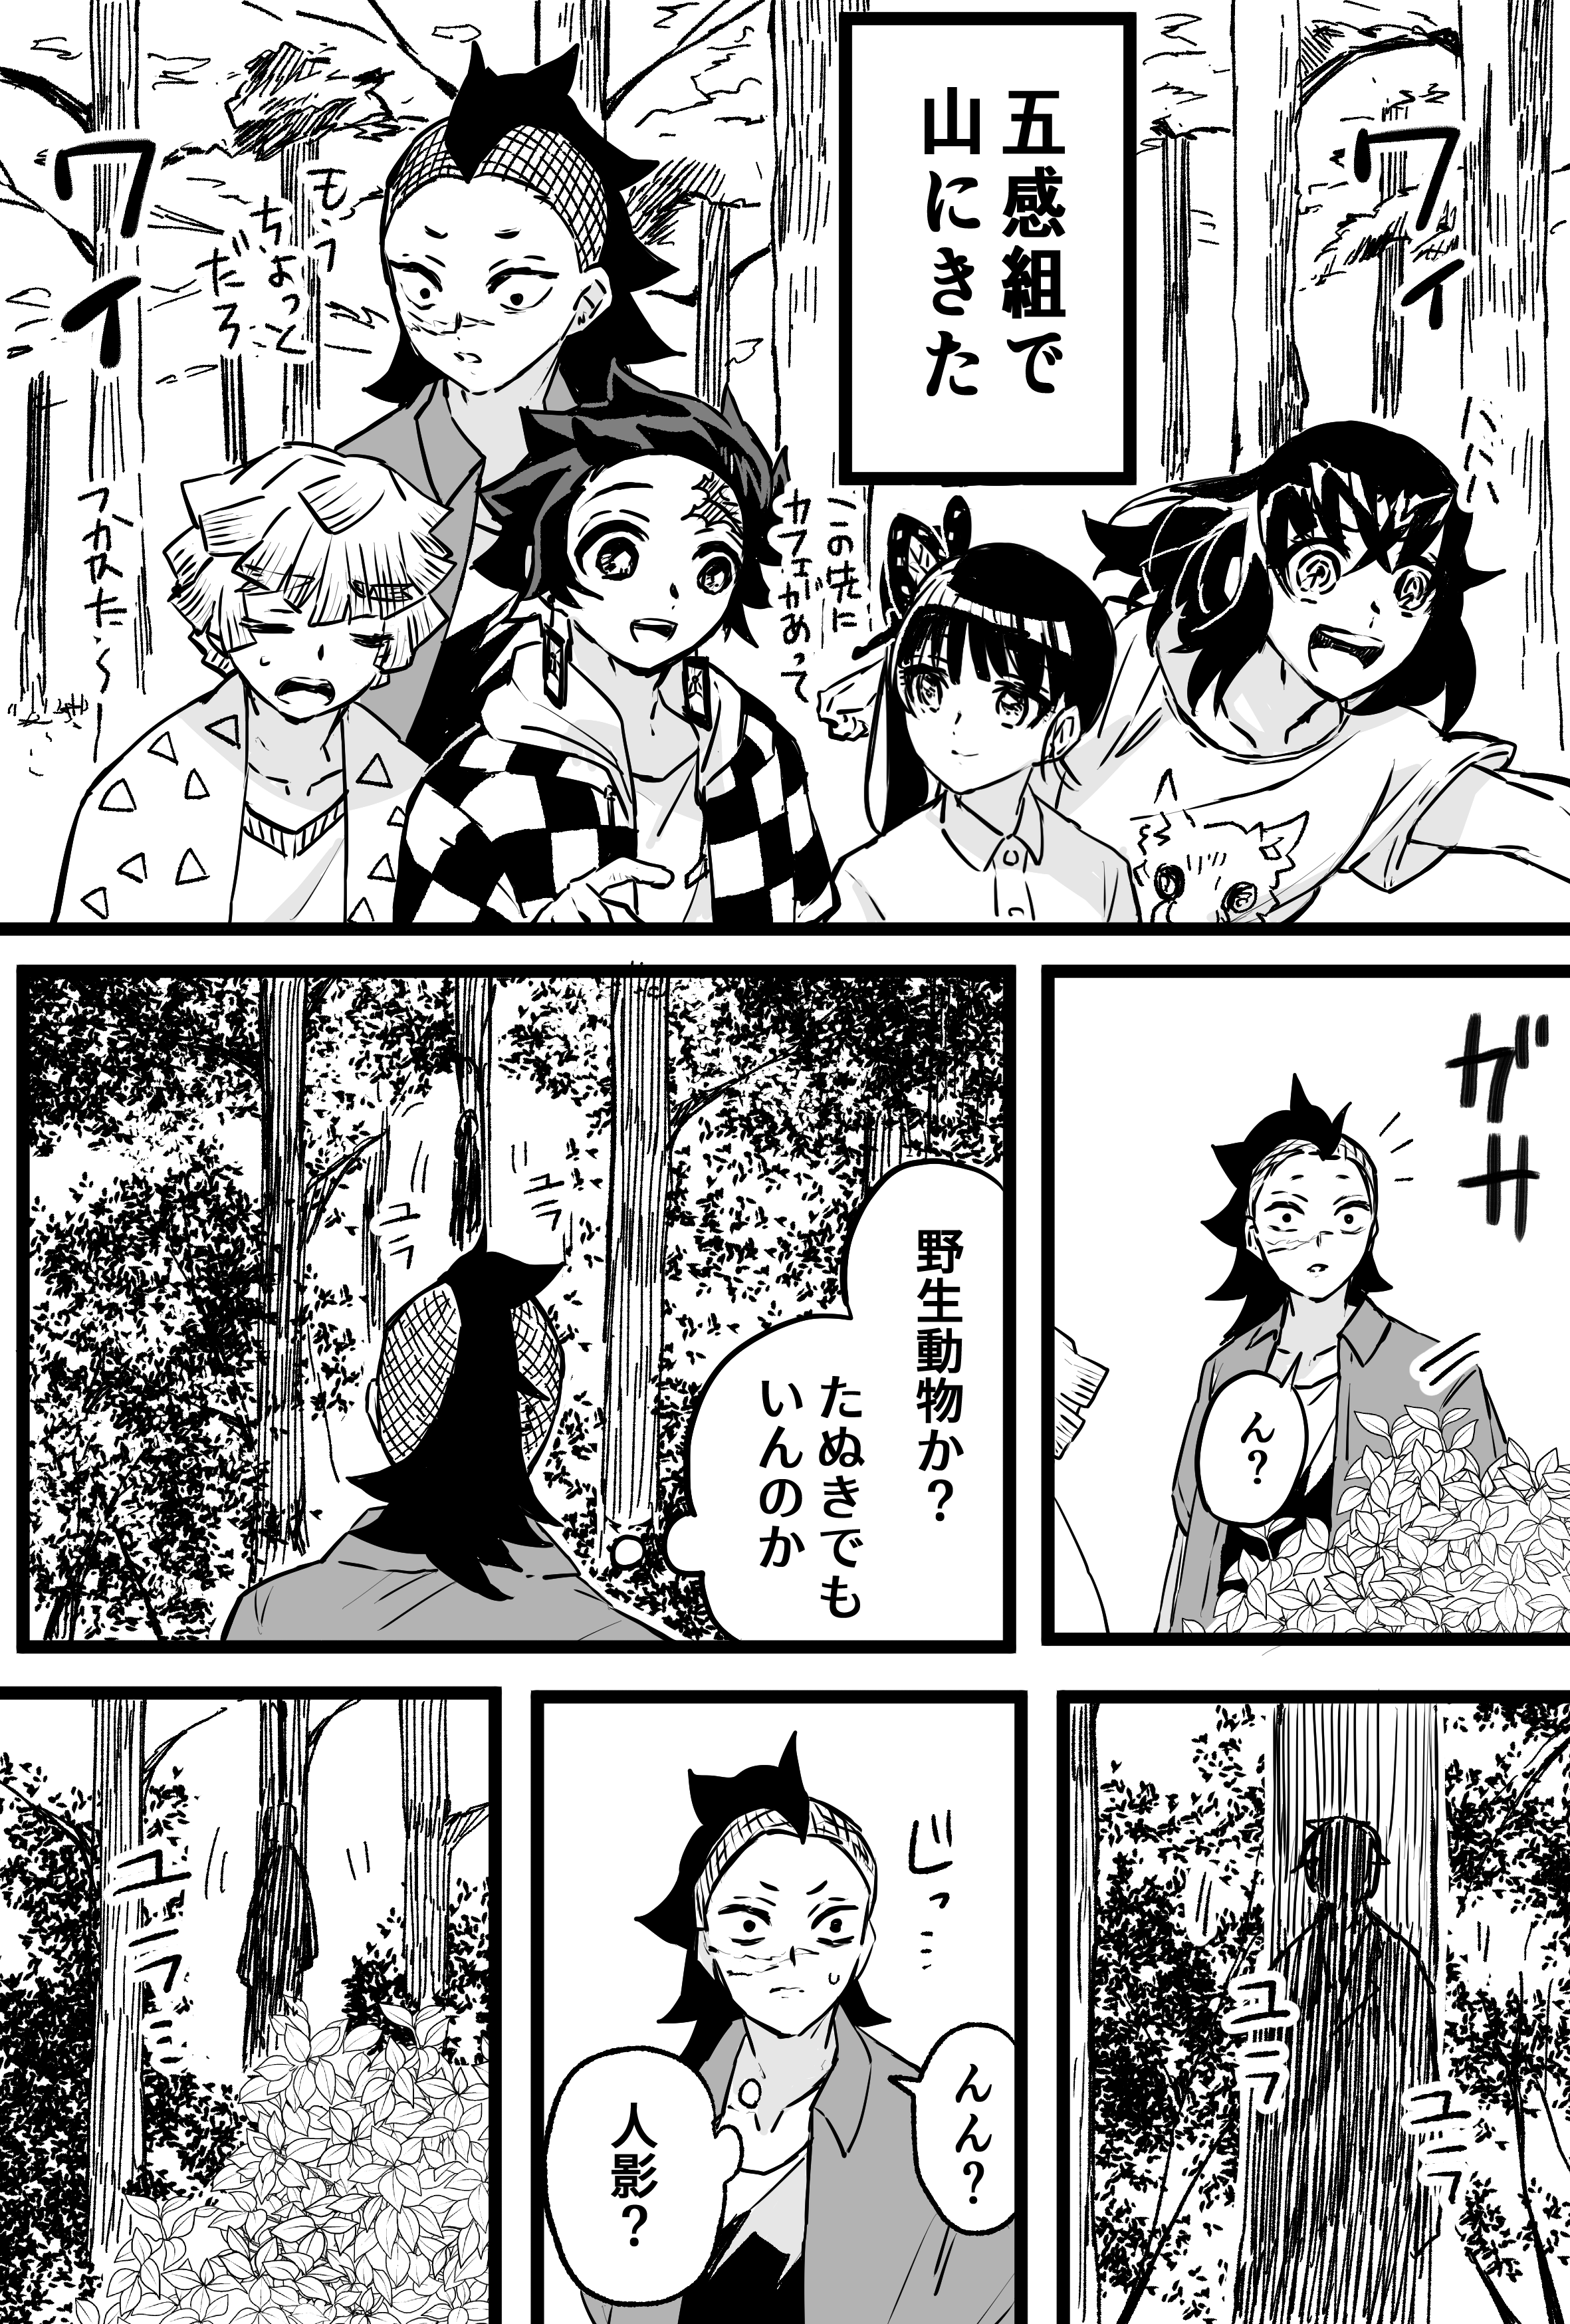 五感組で
山にきた
ワイ
ににに
この先に
カフェがあって
もう
ちょっと
だろ
ワイ
つかれた〜〜
ガサ
ん？
野生動物か？
たぬきでも
いんのか
ユラ
ユラ
ユラ
ユラ
じっ…
んん？
人影？
ユラ